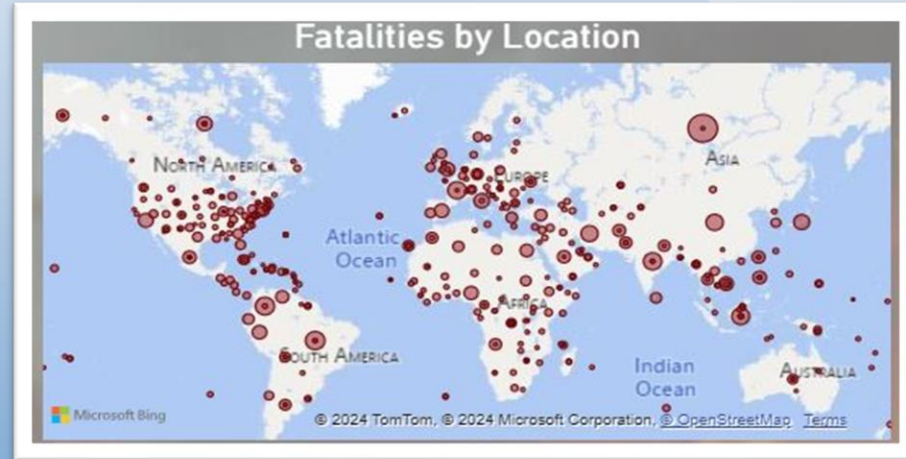 Fatalities by Location
NORTH AMERICA
EUROPE
ASIA
Atlantic
Ocean
AFRICA
SOUTH AMERICA
Indian
Ocean
AUSTRALIA
Microsoft Bing
© 2024 TomTom, © 2024 Microsoft Corporation, © OpenStreetMap Terms